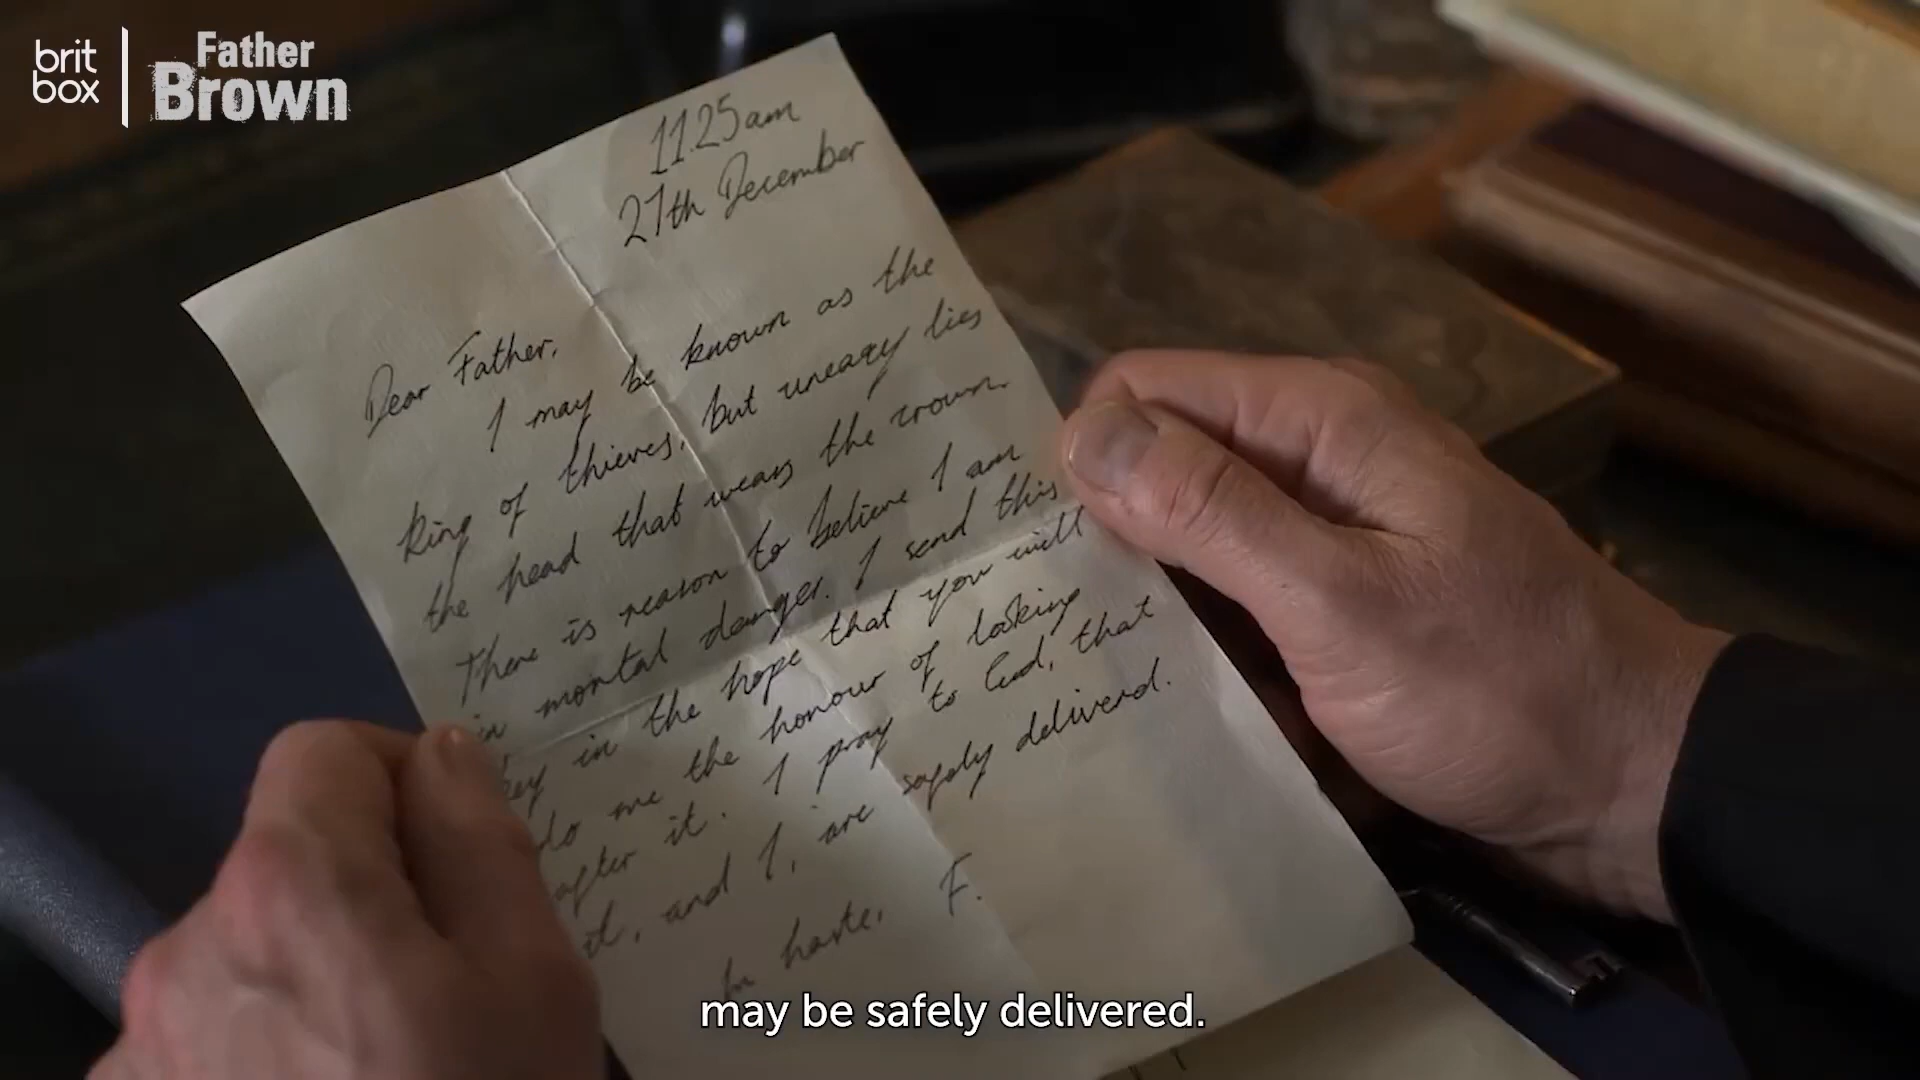 brit
box
Father
Brown
11.25am
27th December
Dear Father,
I may be known as the
King of thieves, but uneasy lies
the head that wears the crown.
There is reason to believe I am
in mortal danger. I send this
key in the hope that you will
do me the honour of looking
after it. I pray to God, that
it, and I, are safely delivered.
In haste, F.
may be safely delivered.